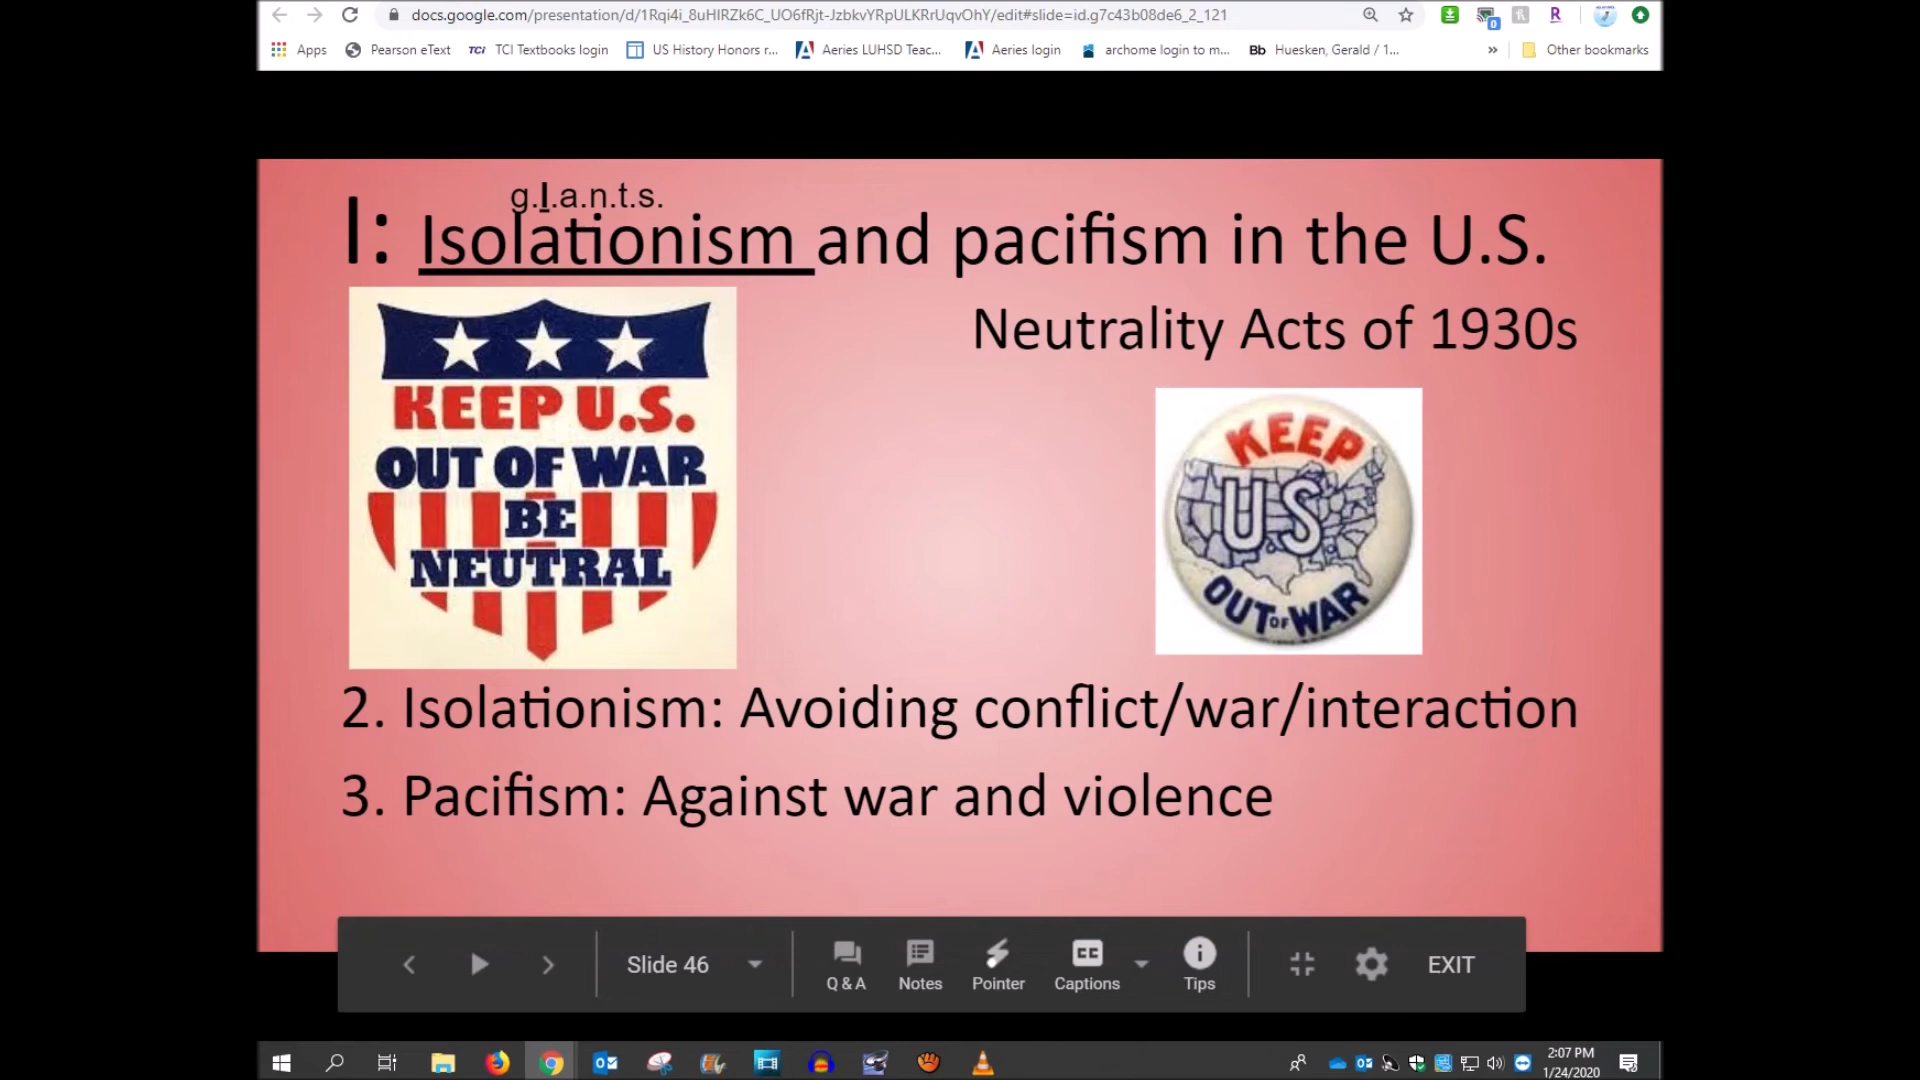 docs.google.com/presentation/d/1Rqi4i_8uHIRZk6C_UO6fRjt-JzbkvYRpULKRrUqvOhY/edit#slide=id.g7c43b08de6_2_121
Apps Pearson eText TCi TCI Textbooks login US History Honors r... Aeries LUHSD Teac... Aeries login archome login to m... Bb Huesken, Gerald / 1... » Other bookmarks
g.I.a.n.t.s.
I: Isolationism and pacifism in the U.S.
Neutrality Acts of 1930s
KEEP U.S.
OUT OF WAR
BE
NEUTRAL
KEEP
US
OUT OF WAR
2. Isolationism: Avoiding conflict/war/interaction
3. Pacifism: Against war and violence
Slide 46
Q & A Notes Pointer Captions Tips
EXIT
2:07 PM
1/24/2020